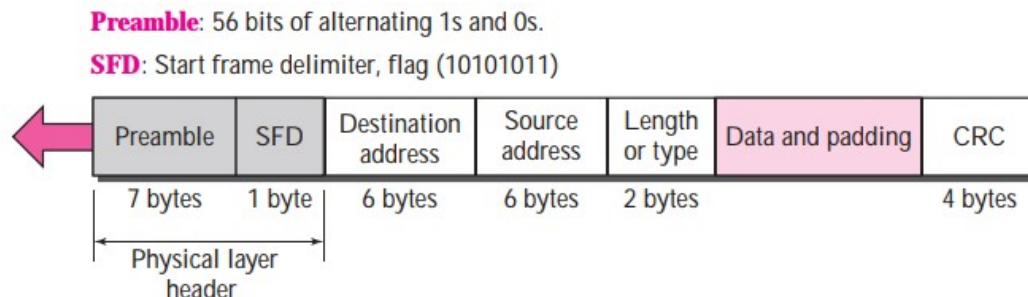 Preamble: 56 bits of alternating 1s and 0s.
SFD: Start frame delimiter, flag (10101011)
Preamble
SFD
Destination
address
Source
address
Length
or type
Data and padding
CRC
7 bytes
1 byte
6 bytes
6 bytes
2 bytes
4 bytes
Physical layer
header